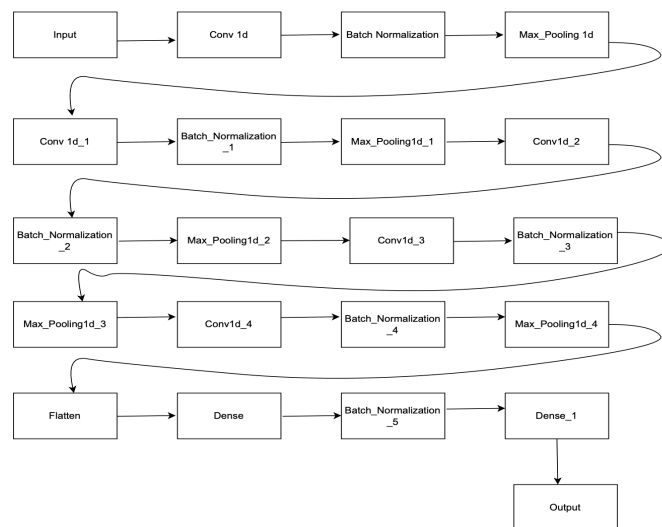 Input
Conv 1d
Batch Normalization
Max_Pooling 1d
Conv 1d_1
Batch_Normalization
_1
Max_Pooling1d_1
Conv1d_2
Batch_Normalization
_2
Max_Pooling1d_2
Conv1d_3
Batch_Normalization
_3
Max_Pooling1d_3
Conv1d_4
Batch_Normalization
_4
Max_Pooling1d_4
Flatten
Dense
Batch_Normalization
_5
Dense_1
Output